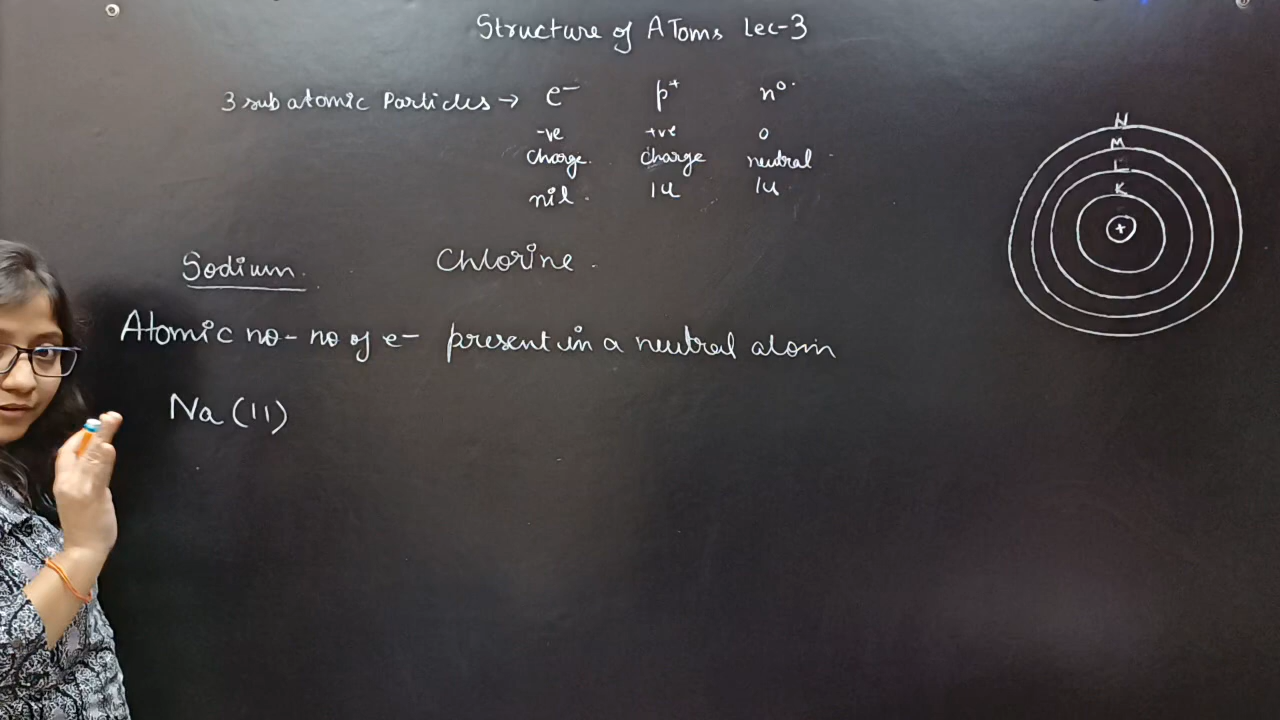 Structure of ATOms Lec-3
3 sub atomic Particles → e⁻ p⁺ n⁰
-ve +ve 0
charge. charge neutral
nil. 1u 1u
N
M
L
K
+
Sodium. Chlorine.
Atomic no - no of e- present in a neutral atom
Na (11)